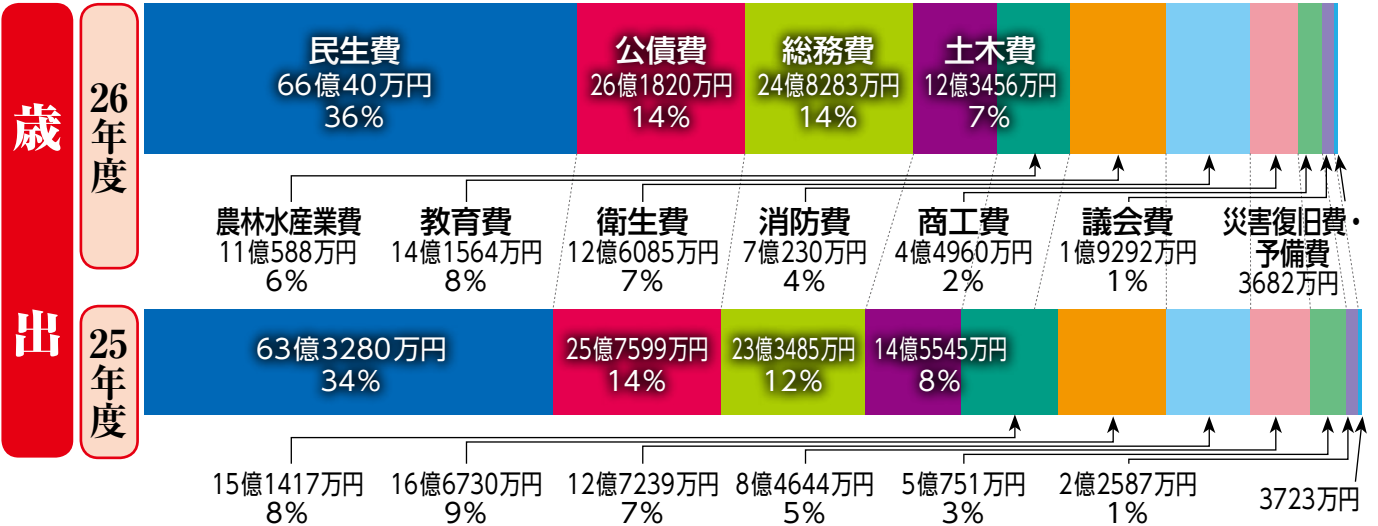 歳出
26年度
民生費
66億40万円
36%
公債費
26億1820万円
14%
総務費
24億8283万円
14%
土木費
12億3456万円
7%
農林水産業費
11億588万円
6%
教育費
14億1564万円
8%
衛生費
12億6085万円
7%
消防費
7億230万円
4%
商工費
4億4960万円
2%
議会費
1億9292万円
1%
災害復旧費・
予備費
3682万円
25年度
63億3280万円
34%
25億7599万円
14%
23億3485万円
12%
14億5545万円
8%
15億1417万円
8%
16億6730万円
9%
12億7239万円
7%
8億4644万円
5%
5億751万円
3%
2億2587万円
1%
3723万円